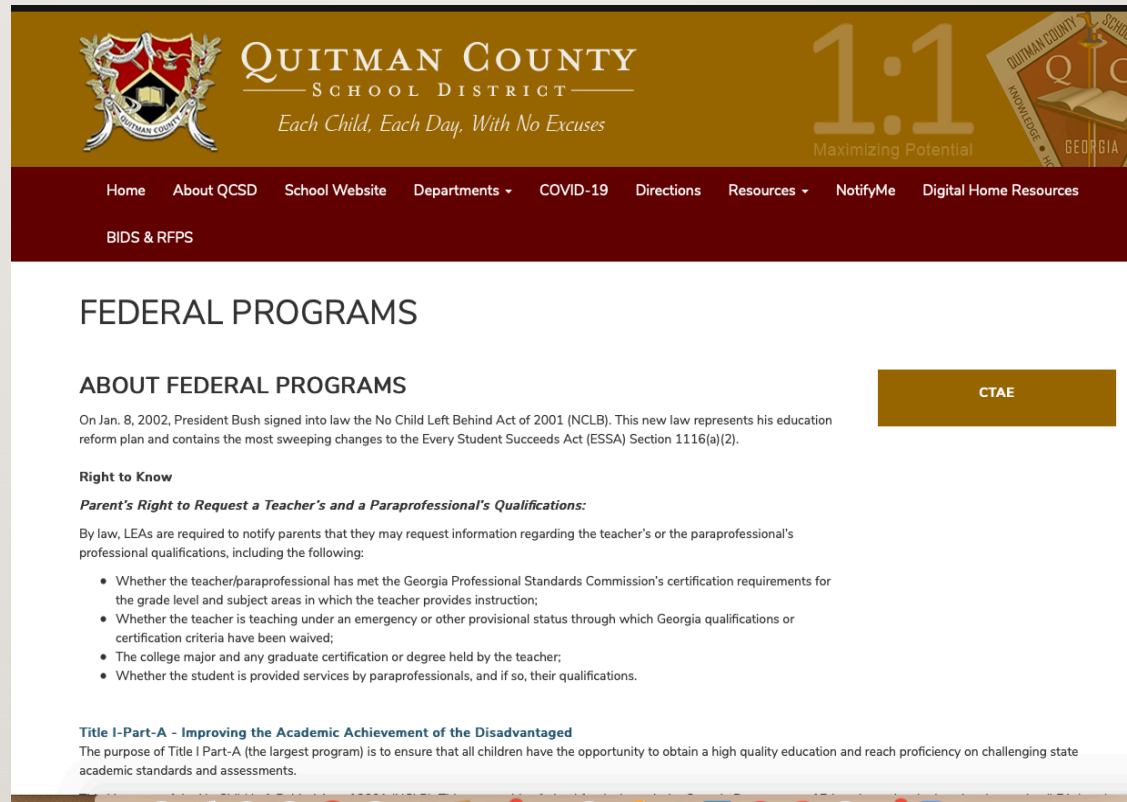 QUITMAN COUNTY
SCHOOL DISTRICT
Each Child, Each Day, With No Excuses
QUITMAN COUNTY
1:1
Maximizing Potential
QUITMAN COUNTY
Q C
KNOWLEDGE
GEORGIA
Home About QCSD School Website Departments COVID-19 Directions Resources NotifyMe Digital Home Resources
BIDS & RFPS
FEDERAL PROGRAMS
ABOUT FEDERAL PROGRAMS
CTAE
On Jan. 8, 2002, President Bush signed into law the No Child Left Behind Act of 2001 (NCLB). This new law represents his education
reform plan and contains the most sweeping changes to the Every Student Succeeds Act (ESSA) Section 1116(a)(2).
Right to Know
Parent's Right to Request a Teacher's and a Paraprofessional's Qualifications:
By law, LEAs are required to notify parents that they may request information regarding the teacher's or the paraprofessional's
professional qualifications, including the following:
• Whether the teacher/paraprofessional has met the Georgia Professional Standards Commission's certification requirements for
the grade level and subject areas in which the teacher provides instruction;
• Whether the teacher is teaching under an emergency or other provisional status through which Georgia qualifications or
certification criteria have been waived;
• The college major and any graduate certification or degree held by the teacher;
• Whether the student is provided services by paraprofessionals, and if so, their qualifications.
Title I-Part-A - Improving the Academic Achievement of the Disadvantaged
The purpose of Title I Part-A (the largest program) is to ensure that all children have the opportunity to obtain a high quality education and reach proficiency on challenging state
academic standards and assessments.